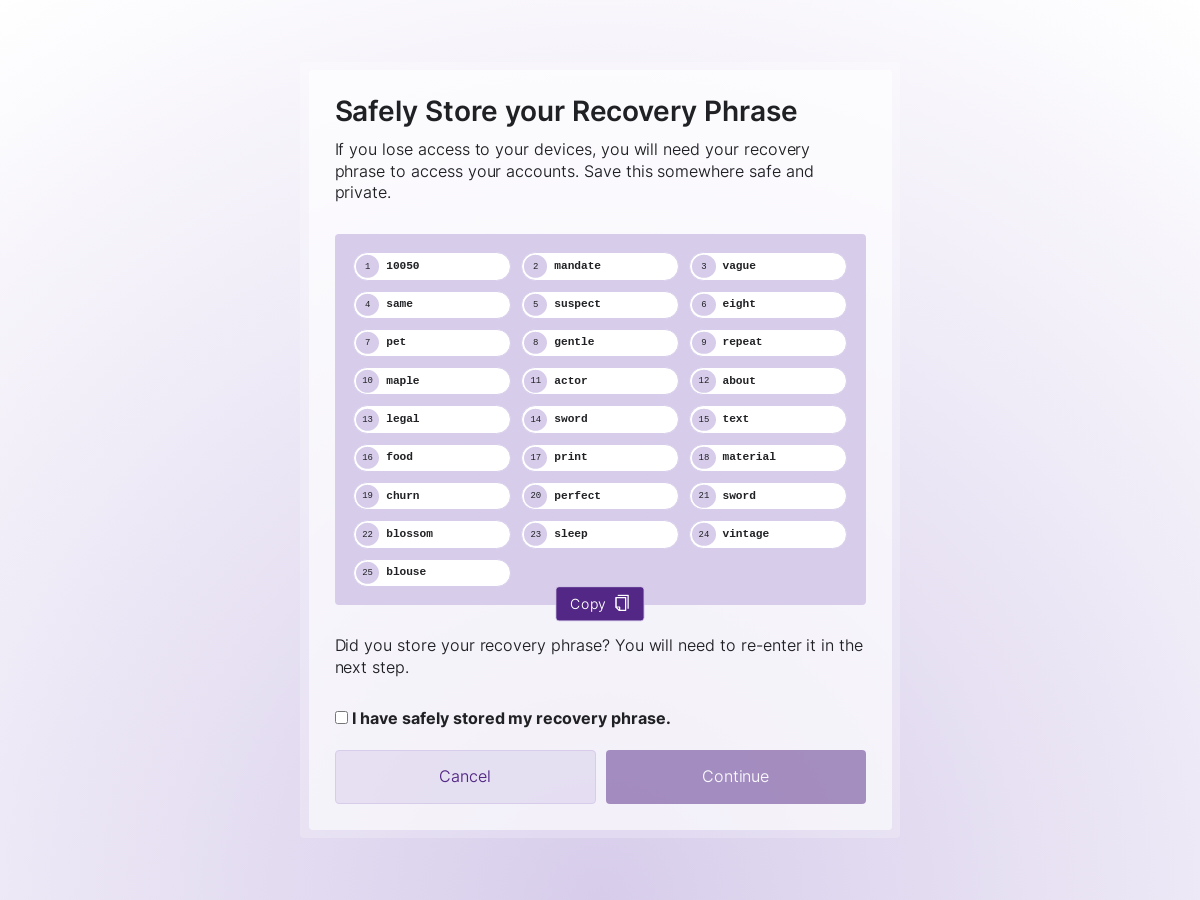 Safely Store your Recovery Phrase
If you lose access to your devices, you will need your recovery
phrase to access your accounts. Save this somewhere safe and
private.
1 10050 2 mandate 3 vague
4 same 5 suspect 6 eight
7 pet 8 gentle 9 repeat
10 maple 11 actor 12 about
13 legal 14 sword 15 text
16 food 17 print 18 material
19 churn 20 perfect 21 sword
22 blossom 23 sleep 24 vintage
25 blouse
Copy
Did you store your recovery phrase? You will need to re-enter it in the
next step.
I have safely stored my recovery phrase.
Cancel Continue